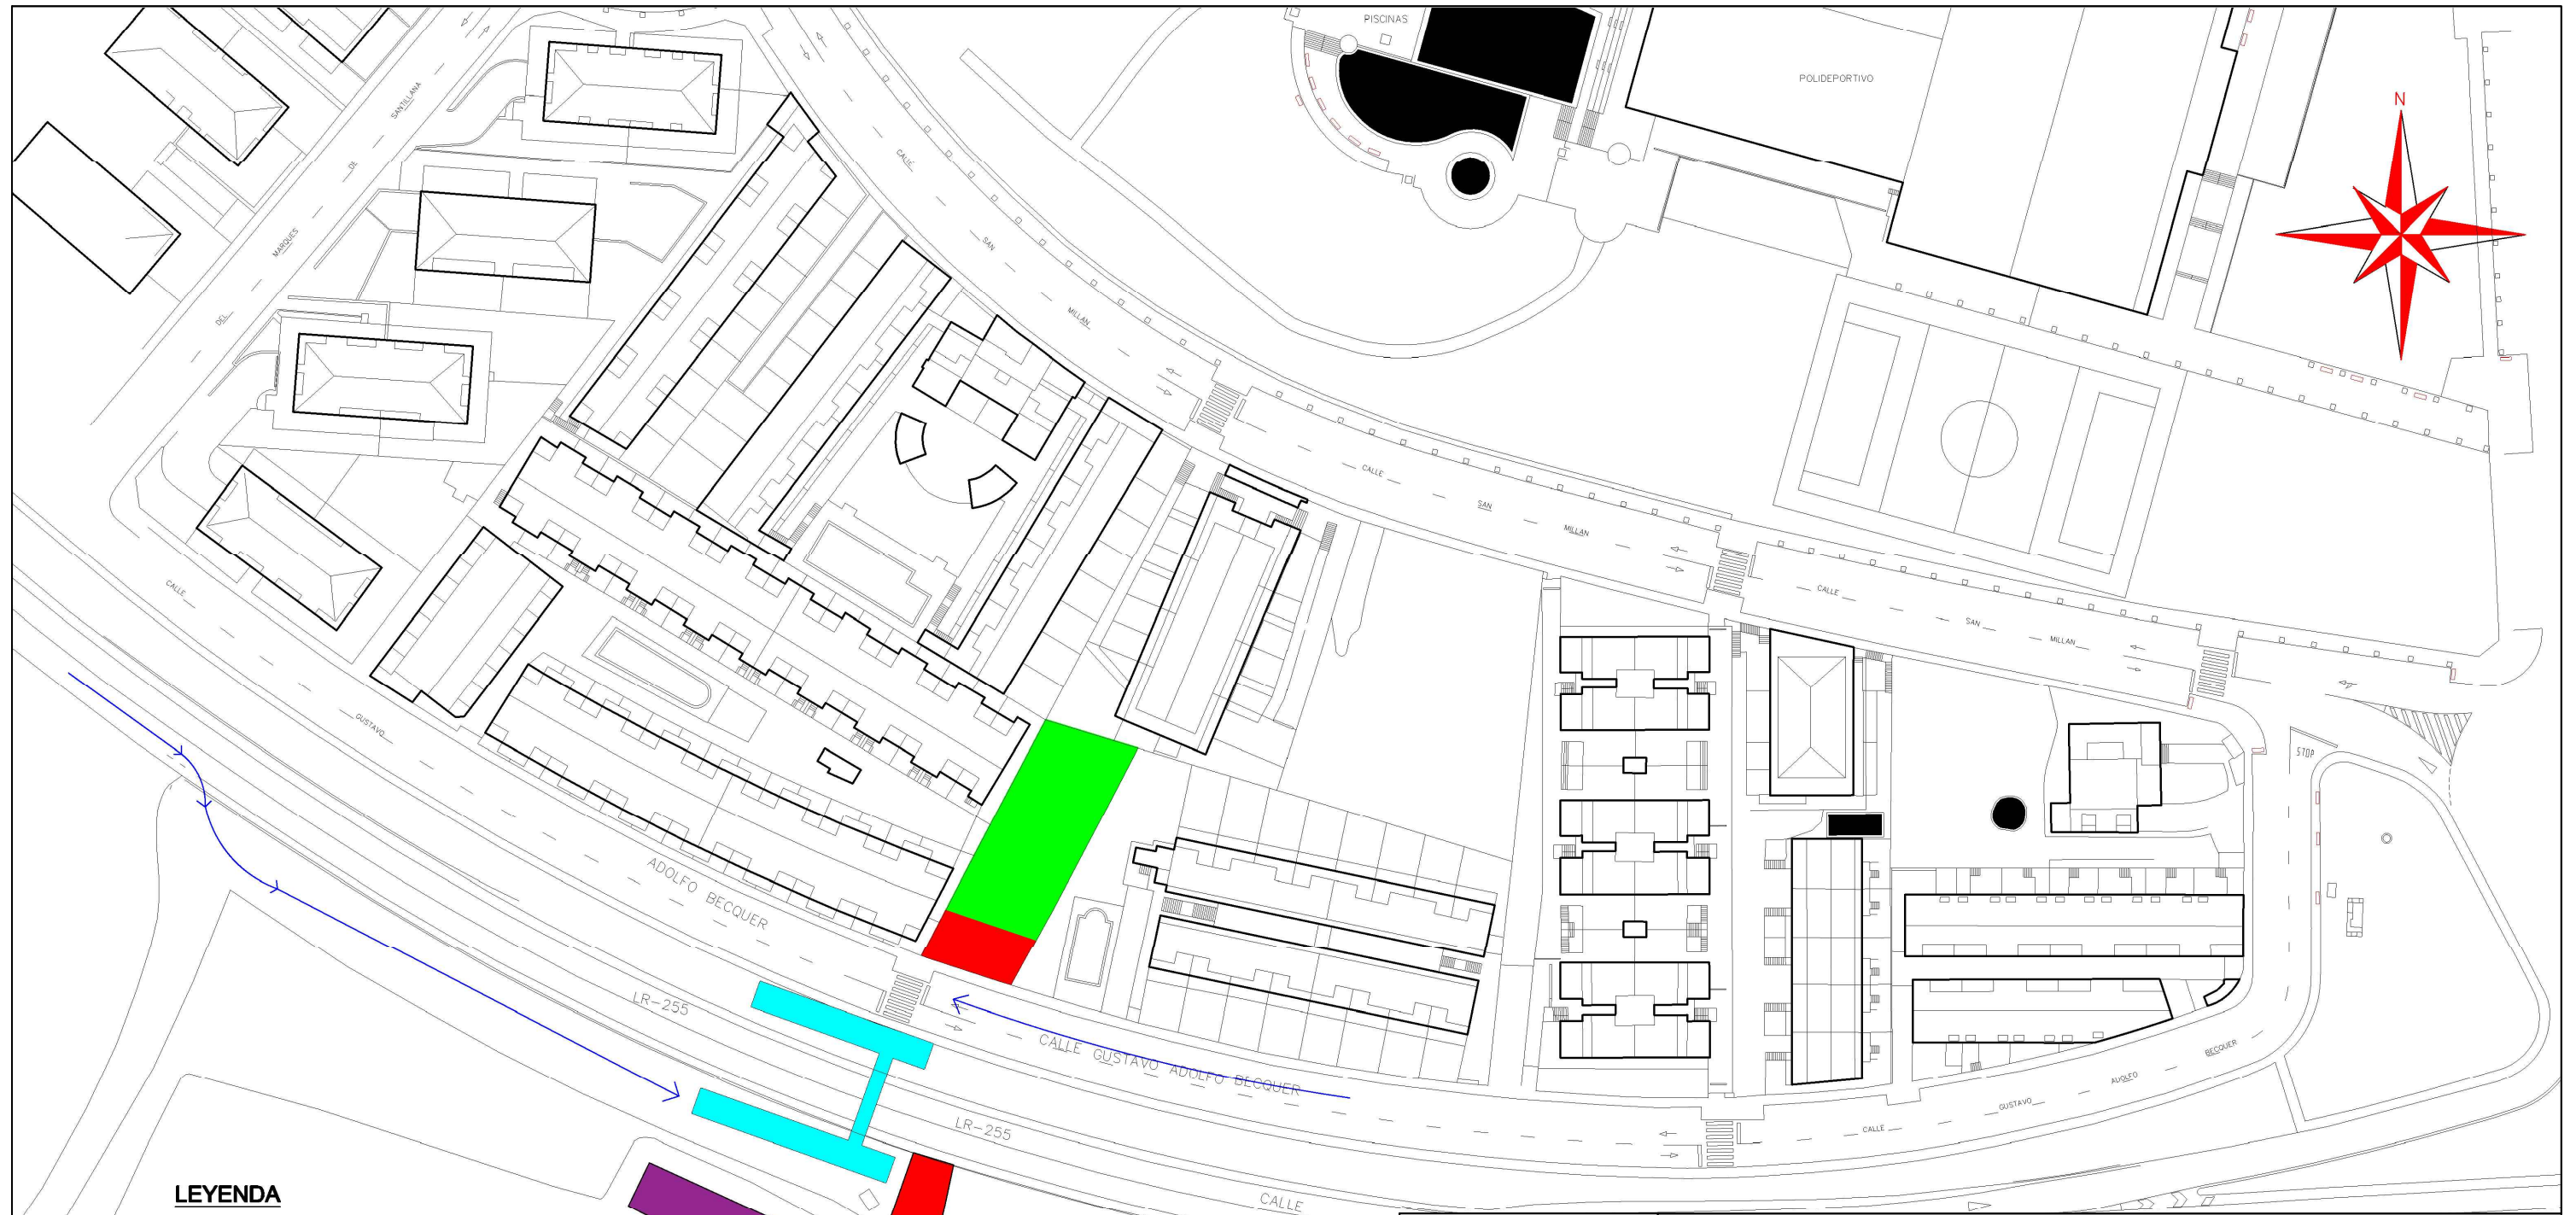 PISCINAS
POLIDEPORTIVO
N
SANTILLANA
DE
MARQUES
DEL
CALLE
SAN
MILLAN
CALLE
SAN
MILLAN
CALLE
SAN
MILLAN
STOP
CALLE
GUSTAVO
ADOLFO BECQUER
LR-255
CALLE GUSTAVO ADOLFO BECQUER
LR-255
CALLE
CALLE
GUSTAVO
ADOLFO
BECQUER
LEYENDA